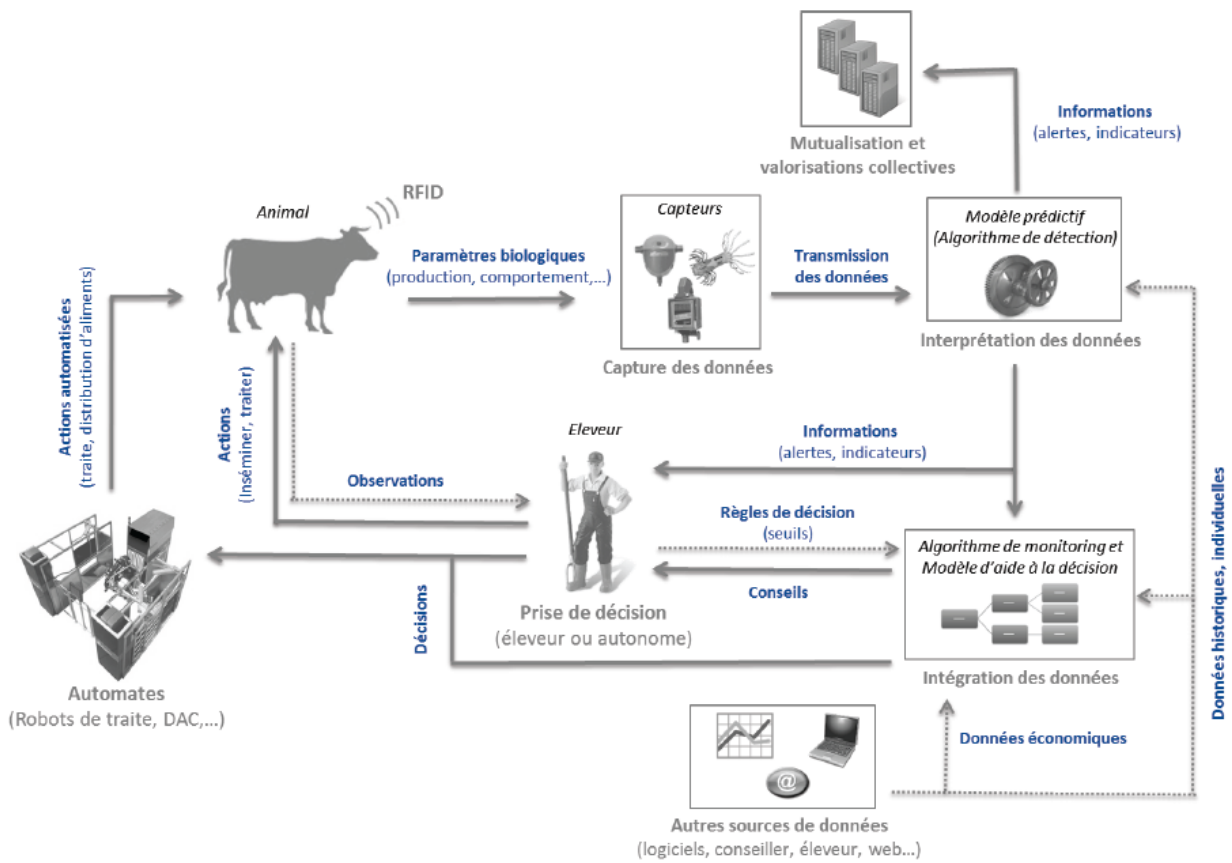 Informations
(alertes, indicateurs)
Mutualisation et
valorisations collectives
RFID
Animal
Paramètres biologiques
(production, comportement,...)
Capteurs
Capture des données
Transmission
des données
Modèle prédictif
(Algorithme de détection)
Interprétation des données
Actions automatisées
(traite, distribution d'aliments)
Actions
(Inséminer, traiter)
Observations
Eleveur
Informations
(alertes, indicateurs)
Règles de décision
(seuils)
Conseils
Prise de décision
(éleveur ou autonome)
Décisions
Algorithme de monitoring et
Modèle d'aide à la décision
Intégration des données
Données historiques, individuelles
Automates
(Robots de traite, DAC,...)
Données économiques
@
Autres sources de données
(logiciels, conseiller, éleveur, web...)